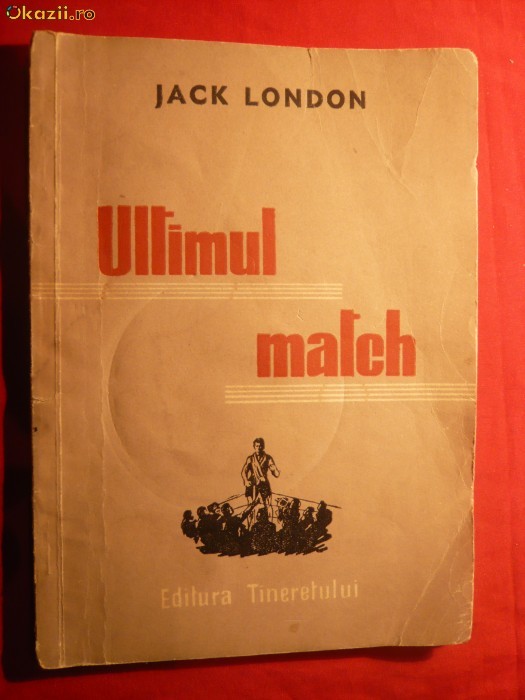 Okazii.ro
JACK LONDON
Ultimul
match
Editura Tineretului